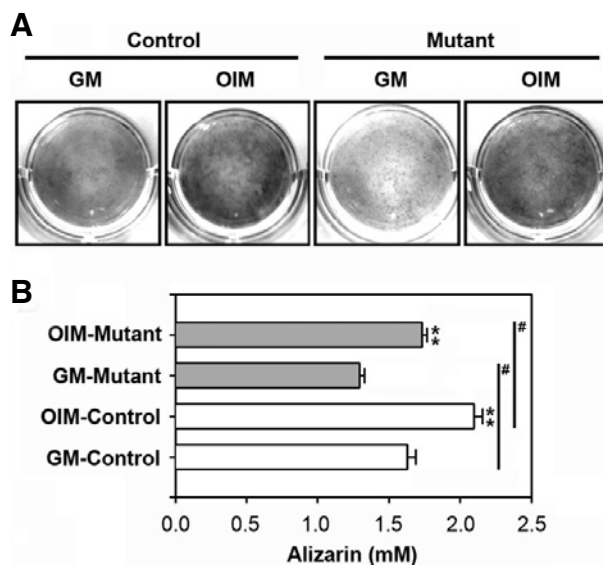 A
Control Mutant
GM OIM GM OIM
B
OIM-Mutant ** #
GM-Mutant #
OIM-Control **
GM-Control
0.0 0.5 1.0 1.5 2.0 2.5
Alizarin (mM)